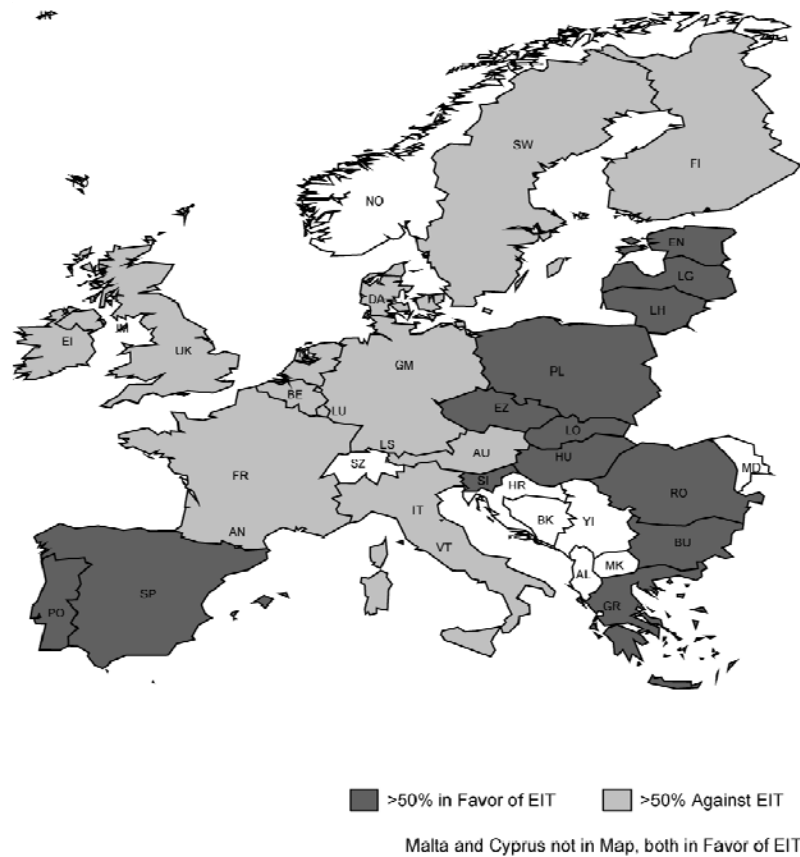 SW
FI
NO
EN
LG
DA
LH
EI
UK
GM
PL
BE
EZ
LU
LO
LS
AU
HU
SZ
FR
SI
HR
MD
RO
IT
BK
YI
AN
VT
BU
AL
MK
SP
PO
GR
>50% in Favor of EIT
>50% Against EIT
Malta and Cyprus not in Map, both in Favor of EIT